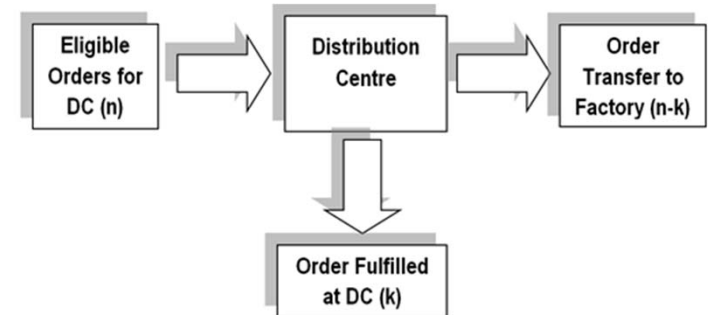 Eligible
Orders for
DC (n)
Distribution
Centre
Order
Transfer to
Factory (n-k)
Order Fulfilled
at DC (k)